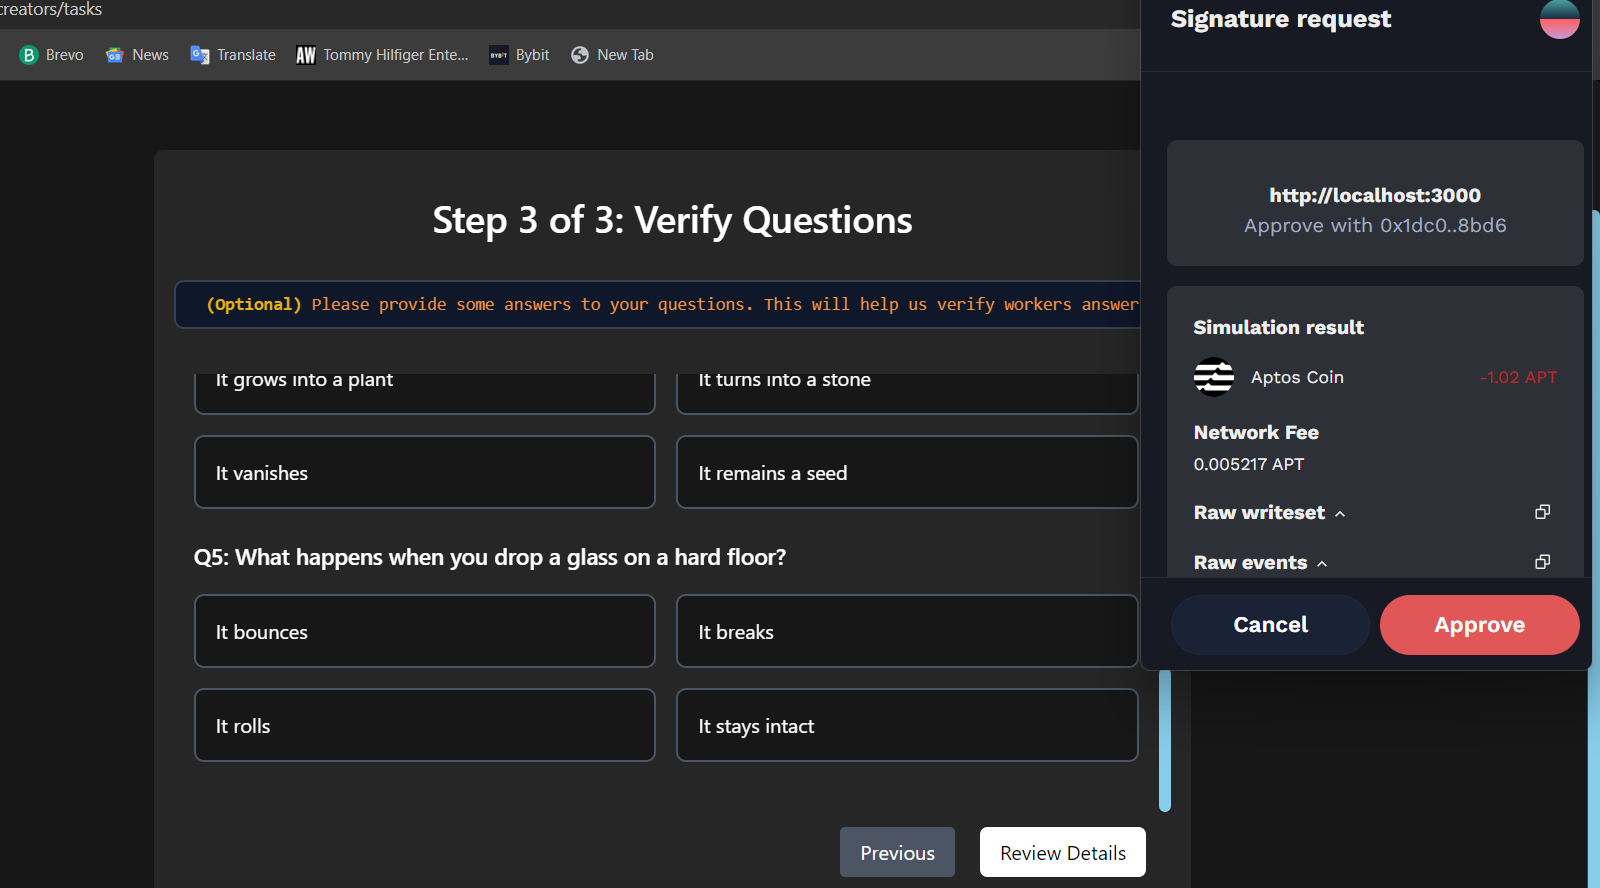 creators/tasks
Brevo
News
Translate
Tommy Hilfiger Ente...
Bybit
New Tab
Step 3 of 3: Verify Questions
(Optional) Please provide some answers to your questions. This will help us verify workers answer
It grows into a plant
It turns into a stone
It vanishes
It remains a seed
Q5: What happens when you drop a glass on a hard floor?
It bounces
It breaks
It rolls
It stays intact
Previous
Review Details
Signature request
http://localhost:3000
Approve with 0x1dc0..8bd6
Simulation result
Aptos Coin
-1.02 APT
Network Fee
0.005217 APT
Raw writeset
Raw events
Cancel
Approve